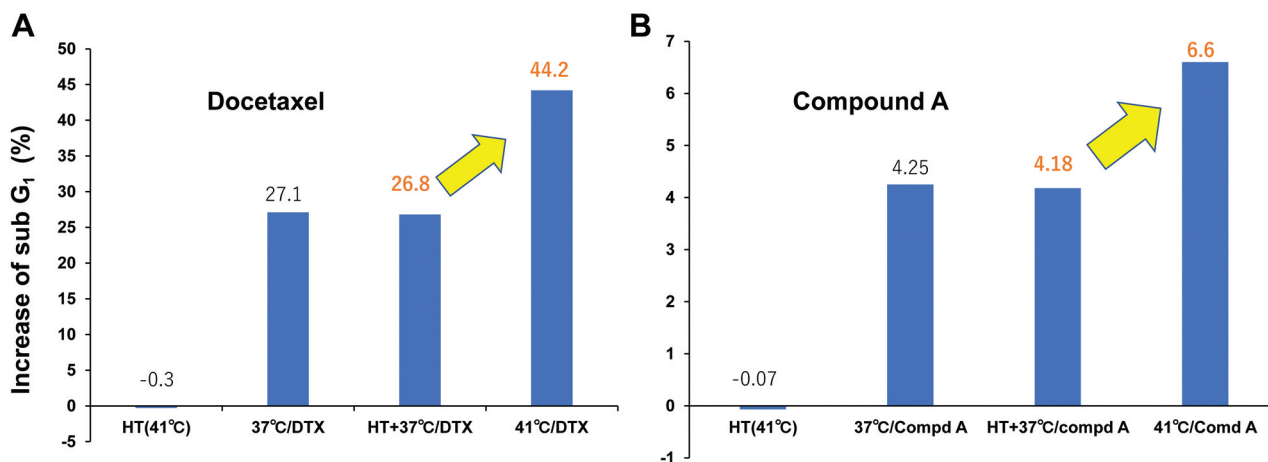 A
Increase of sub G1 (%)
50
45
40
35
30
25
20
15
10
5
0
-5
Docetaxel
-0.3
27.1
26.8
44.2
HT(41℃)
37℃/DTX
HT+37℃/DTX
41℃/DTX
B
7
6
5
4
3
2
1
0
-1
Compound A
-0.07
4.25
4.18
6.6
HT(41℃)
37℃/Compd A
HT+37℃/compd A
41℃/Comd A